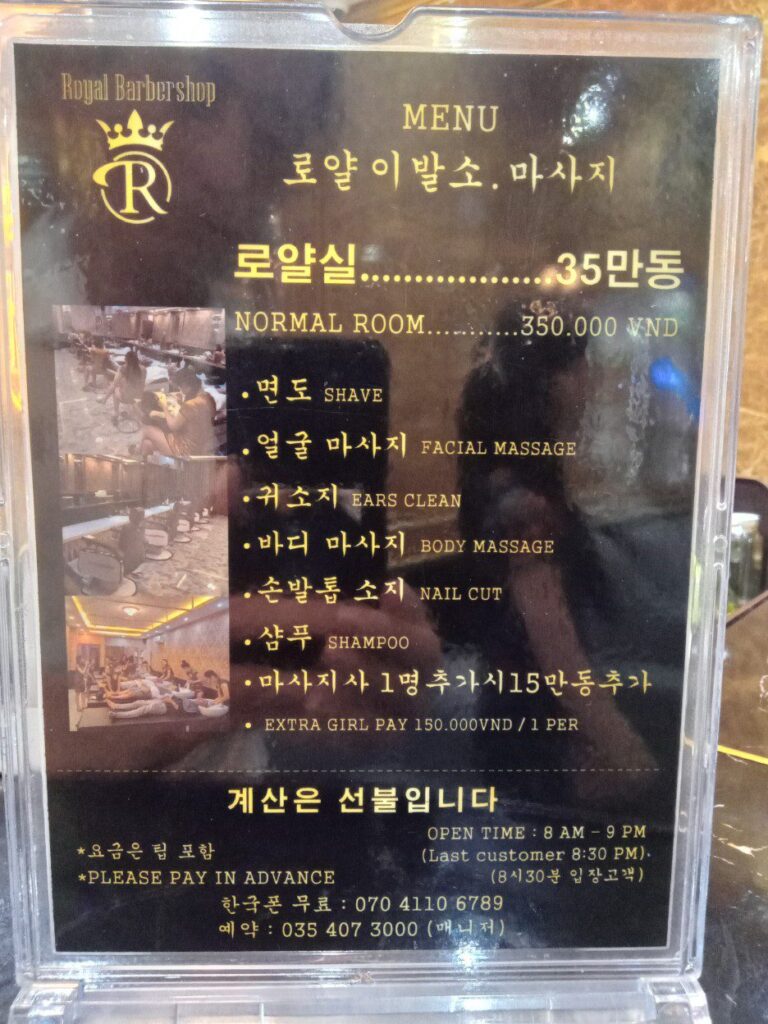 Royal Barbershop
R
MENU
로얄 이발소.마사지
로얄실..................35만동
NORMAL ROOM...........350.000 VND
• 면도 SHAVE
• 얼굴 마사지 FACIAL MASSAGE
• 귀소지 EARS CLEAN
• 바디 마사지 BODY MASSAGE
• 손발톱 소지 NAIL CUT
• 샴푸 SHAMPOO
• 마사지사 1명추가시15만동추가
• EXTRA GIRL PAY 150.000VND / 1 PER
계산은 선불입니다
OPEN TIME : 8 AM – 9 PM
*요금은 팁 포함
(Last customer 8:30 PM).
*PLEASE PAY IN ADVANCE
(8시30분 입장고객)
한국폰 무료 : 070 4110 6789
예약 : 035 407 3000 (매니저)